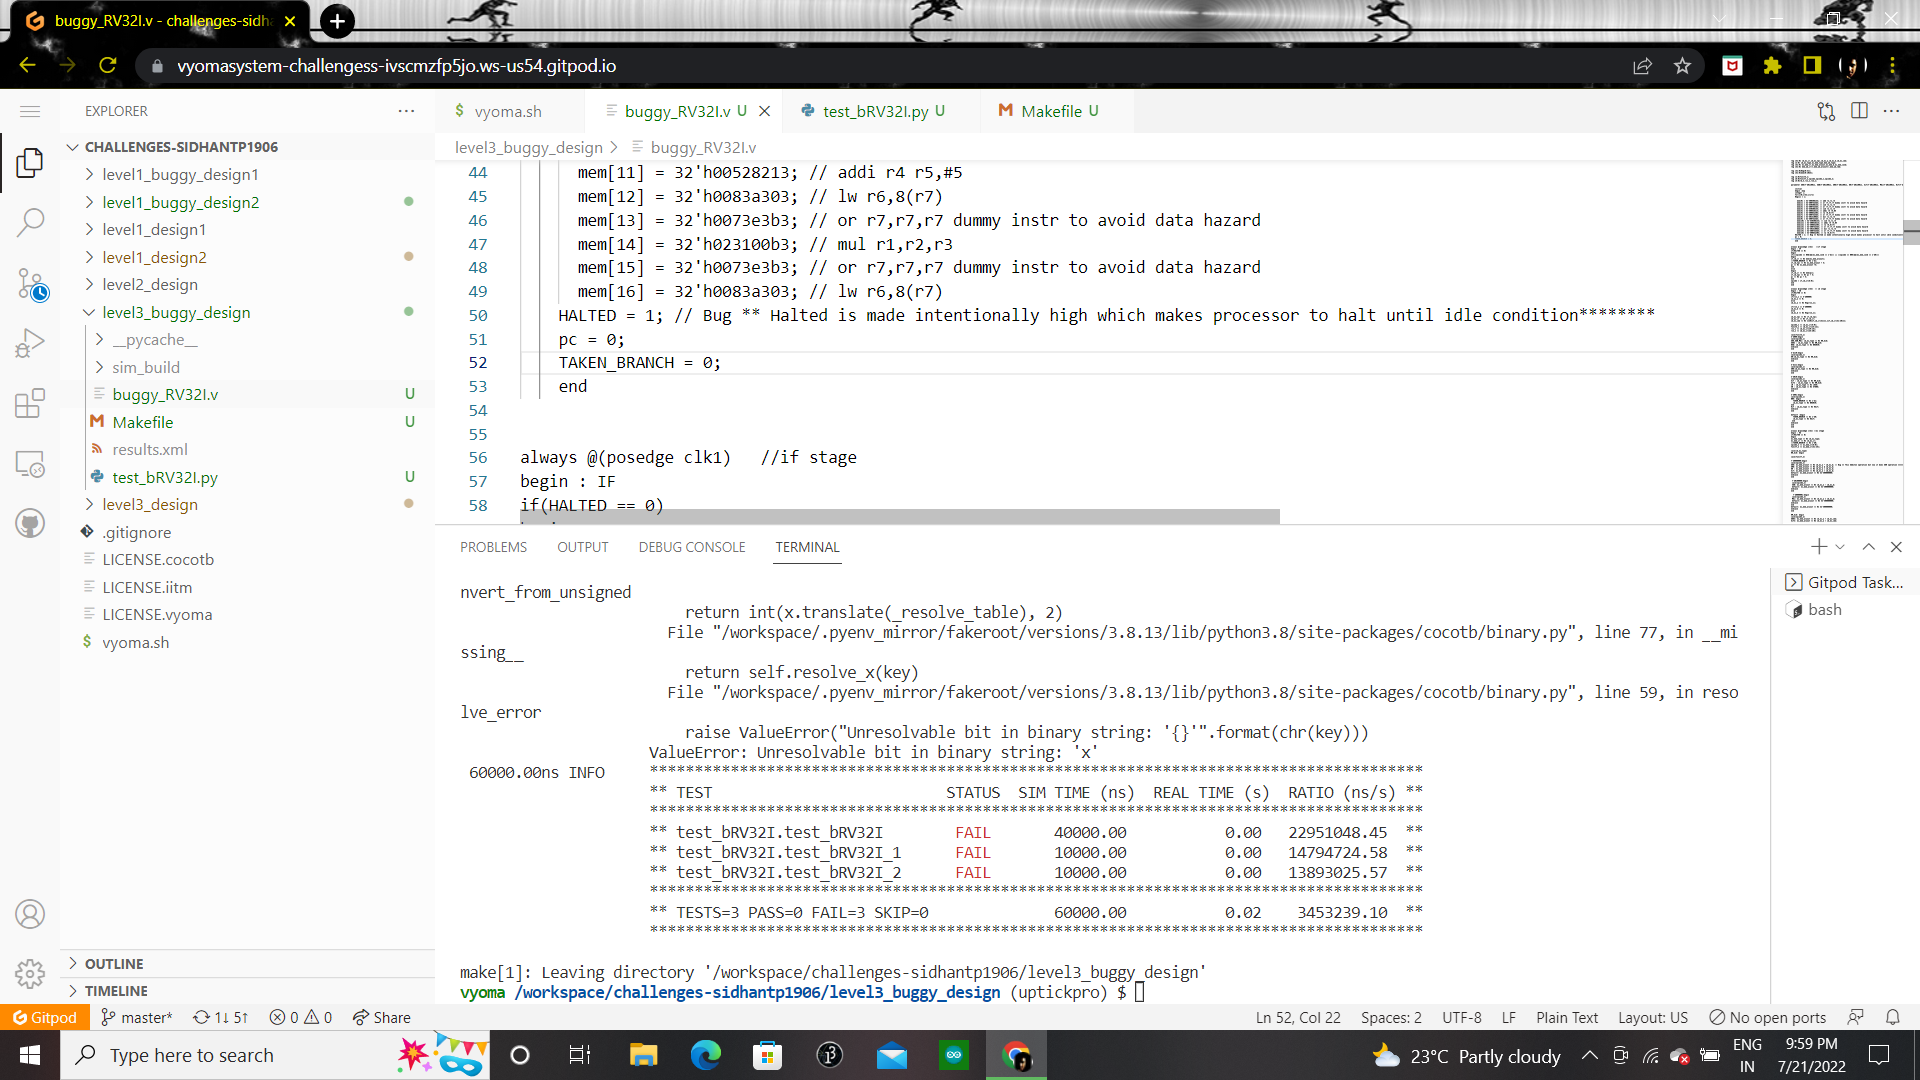 buggy_RV32I.v - challenges-sidh
vyomasystem-challengess-ivscmzfp5jo.ws-us54.gitpod.io
EXPLORER
CHALLENGES-SIDHANTP1906
level1_buggy_design1
level1_buggy_design2
level1_design1
level1_design2
level2_design
level3_buggy_design
__pycache__
sim_build
buggy_RV32I.v U
Makefile U
results.xml
test_bRV32I.py U
level3_design
.gitignore
LICENSE.cocotb
LICENSE.iitm
LICENSE.vyoma
$ vyoma.sh
OUTLINE
TIMELINE
$ vyoma.sh
buggy_RV32I.v U
test_bRV32I.py U
M Makefile U
level3_buggy_design > buggy_RV32I.v
44 mem[11] = 32'h00528213; // addi r4 r5,#5
45 mem[12] = 32'h0083a303; // lw r6,8(r7)
46 mem[13] = 32'h0073e3b3; // or r7,r7,r7 dummy instr to avoid data hazard
47 mem[14] = 32'h023100b3; // mul r1,r2,r3
48 mem[15] = 32'h0073e3b3; // or r7,r7,r7 dummy instr to avoid data hazard
49 mem[16] = 32'h0083a303; // lw r6,8(r7)
50 HALTED = 1; // Bug ** Halted is made intentionally high which makes processor to halt until idle condition********
51 pc = 0;
52 TAKEN_BRANCH = 0;
53 end
54
55
56 always @(posedge clk1) //if stage
57 begin : IF
58 if(HALTED == 0)
PROBLEMS OUTPUT DEBUG CONSOLE TERMINAL
Gitpod Task...
bash
nvert_from_unsigned
return int(x.translate(_resolve_table), 2)
File "/workspace/.pyenv_mirror/fakeroot/versions/3.8.13/lib/python3.8/site-packages/cocotb/binary.py", line 77, in __mi
ssing__
return self.resolve_x(key)
File "/workspace/.pyenv_mirror/fakeroot/versions/3.8.13/lib/python3.8/site-packages/cocotb/binary.py", line 59, in reso
lve_error
raise ValueError("Unresolvable bit in binary string: '{}'".format(chr(key)))
ValueError: Unresolvable bit in binary string: 'x'
60000.00ns INFO **************************************************************************************
** TEST STATUS SIM TIME (ns) REAL TIME (s) RATIO (ns/s) **
**************************************************************************************
** test_bRV32I.test_bRV32I FAIL 40000.00 0.00 22951048.45 **
** test_bRV32I.test_bRV32I_1 FAIL 10000.00 0.00 14794724.58 **
** test_bRV32I.test_bRV32I_2 FAIL 10000.00 0.00 13893025.57 **
**************************************************************************************
** TESTS=3 PASS=0 FAIL=3 SKIP=0 60000.00 0.02 3453239.10 **
**************************************************************************************
make[1]: Leaving directory '/workspace/challenges-sidhantp1906/level3_buggy_design'
vyoma /workspace/challenges-sidhantp1906/level3_buggy_design (uptickpro) $
Gitpod master* 1↓ 5↑ 0 0 Share Ln 52, Col 22 Spaces: 2 UTF-8 LF Plain Text Layout: US No open ports
Type here to search
23°C Partly cloudy
ENG
IN
9:59 PM
7/21/2022